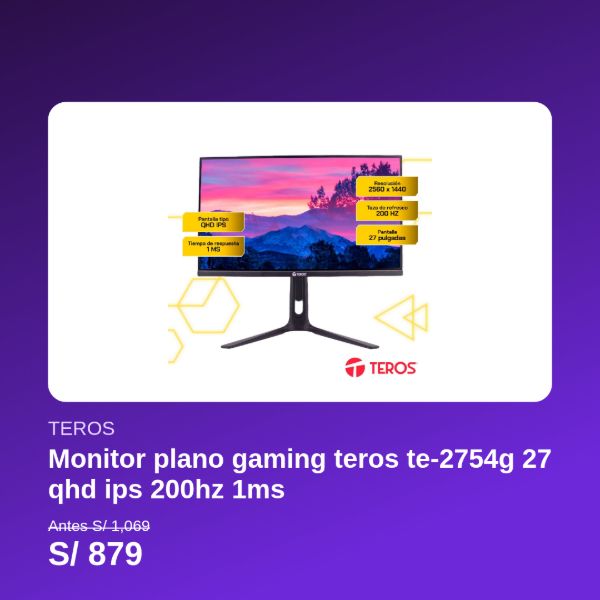 Resolución
2560 x 1440
Pantalla tipo
QHD IPS
Tasa de refresco
200 HZ
Tiempo de respuesta
1 MS
Pantalla
27 pulgadas
TEROS
TEROS
TEROS
Monitor plano gaming teros te-2754g 27
qhd ips 200hz 1ms
Antes S/ 1,069
S/ 879